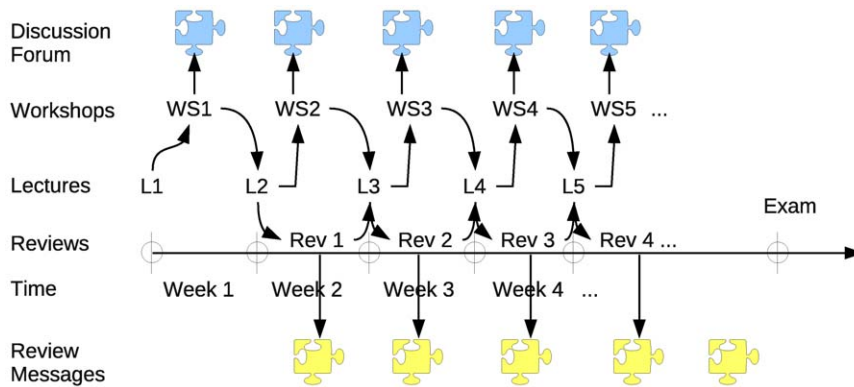 Discussion
Forum
Workshops WS1 WS2 WS3 WS4 WS5 ...
Lectures L1 L2 L3 L4 L5
Exam
Reviews Rev 1 Rev 2 Rev 3 Rev 4 ...
Time Week 1 Week 2 Week 3 Week 4 ...
Review
Messages